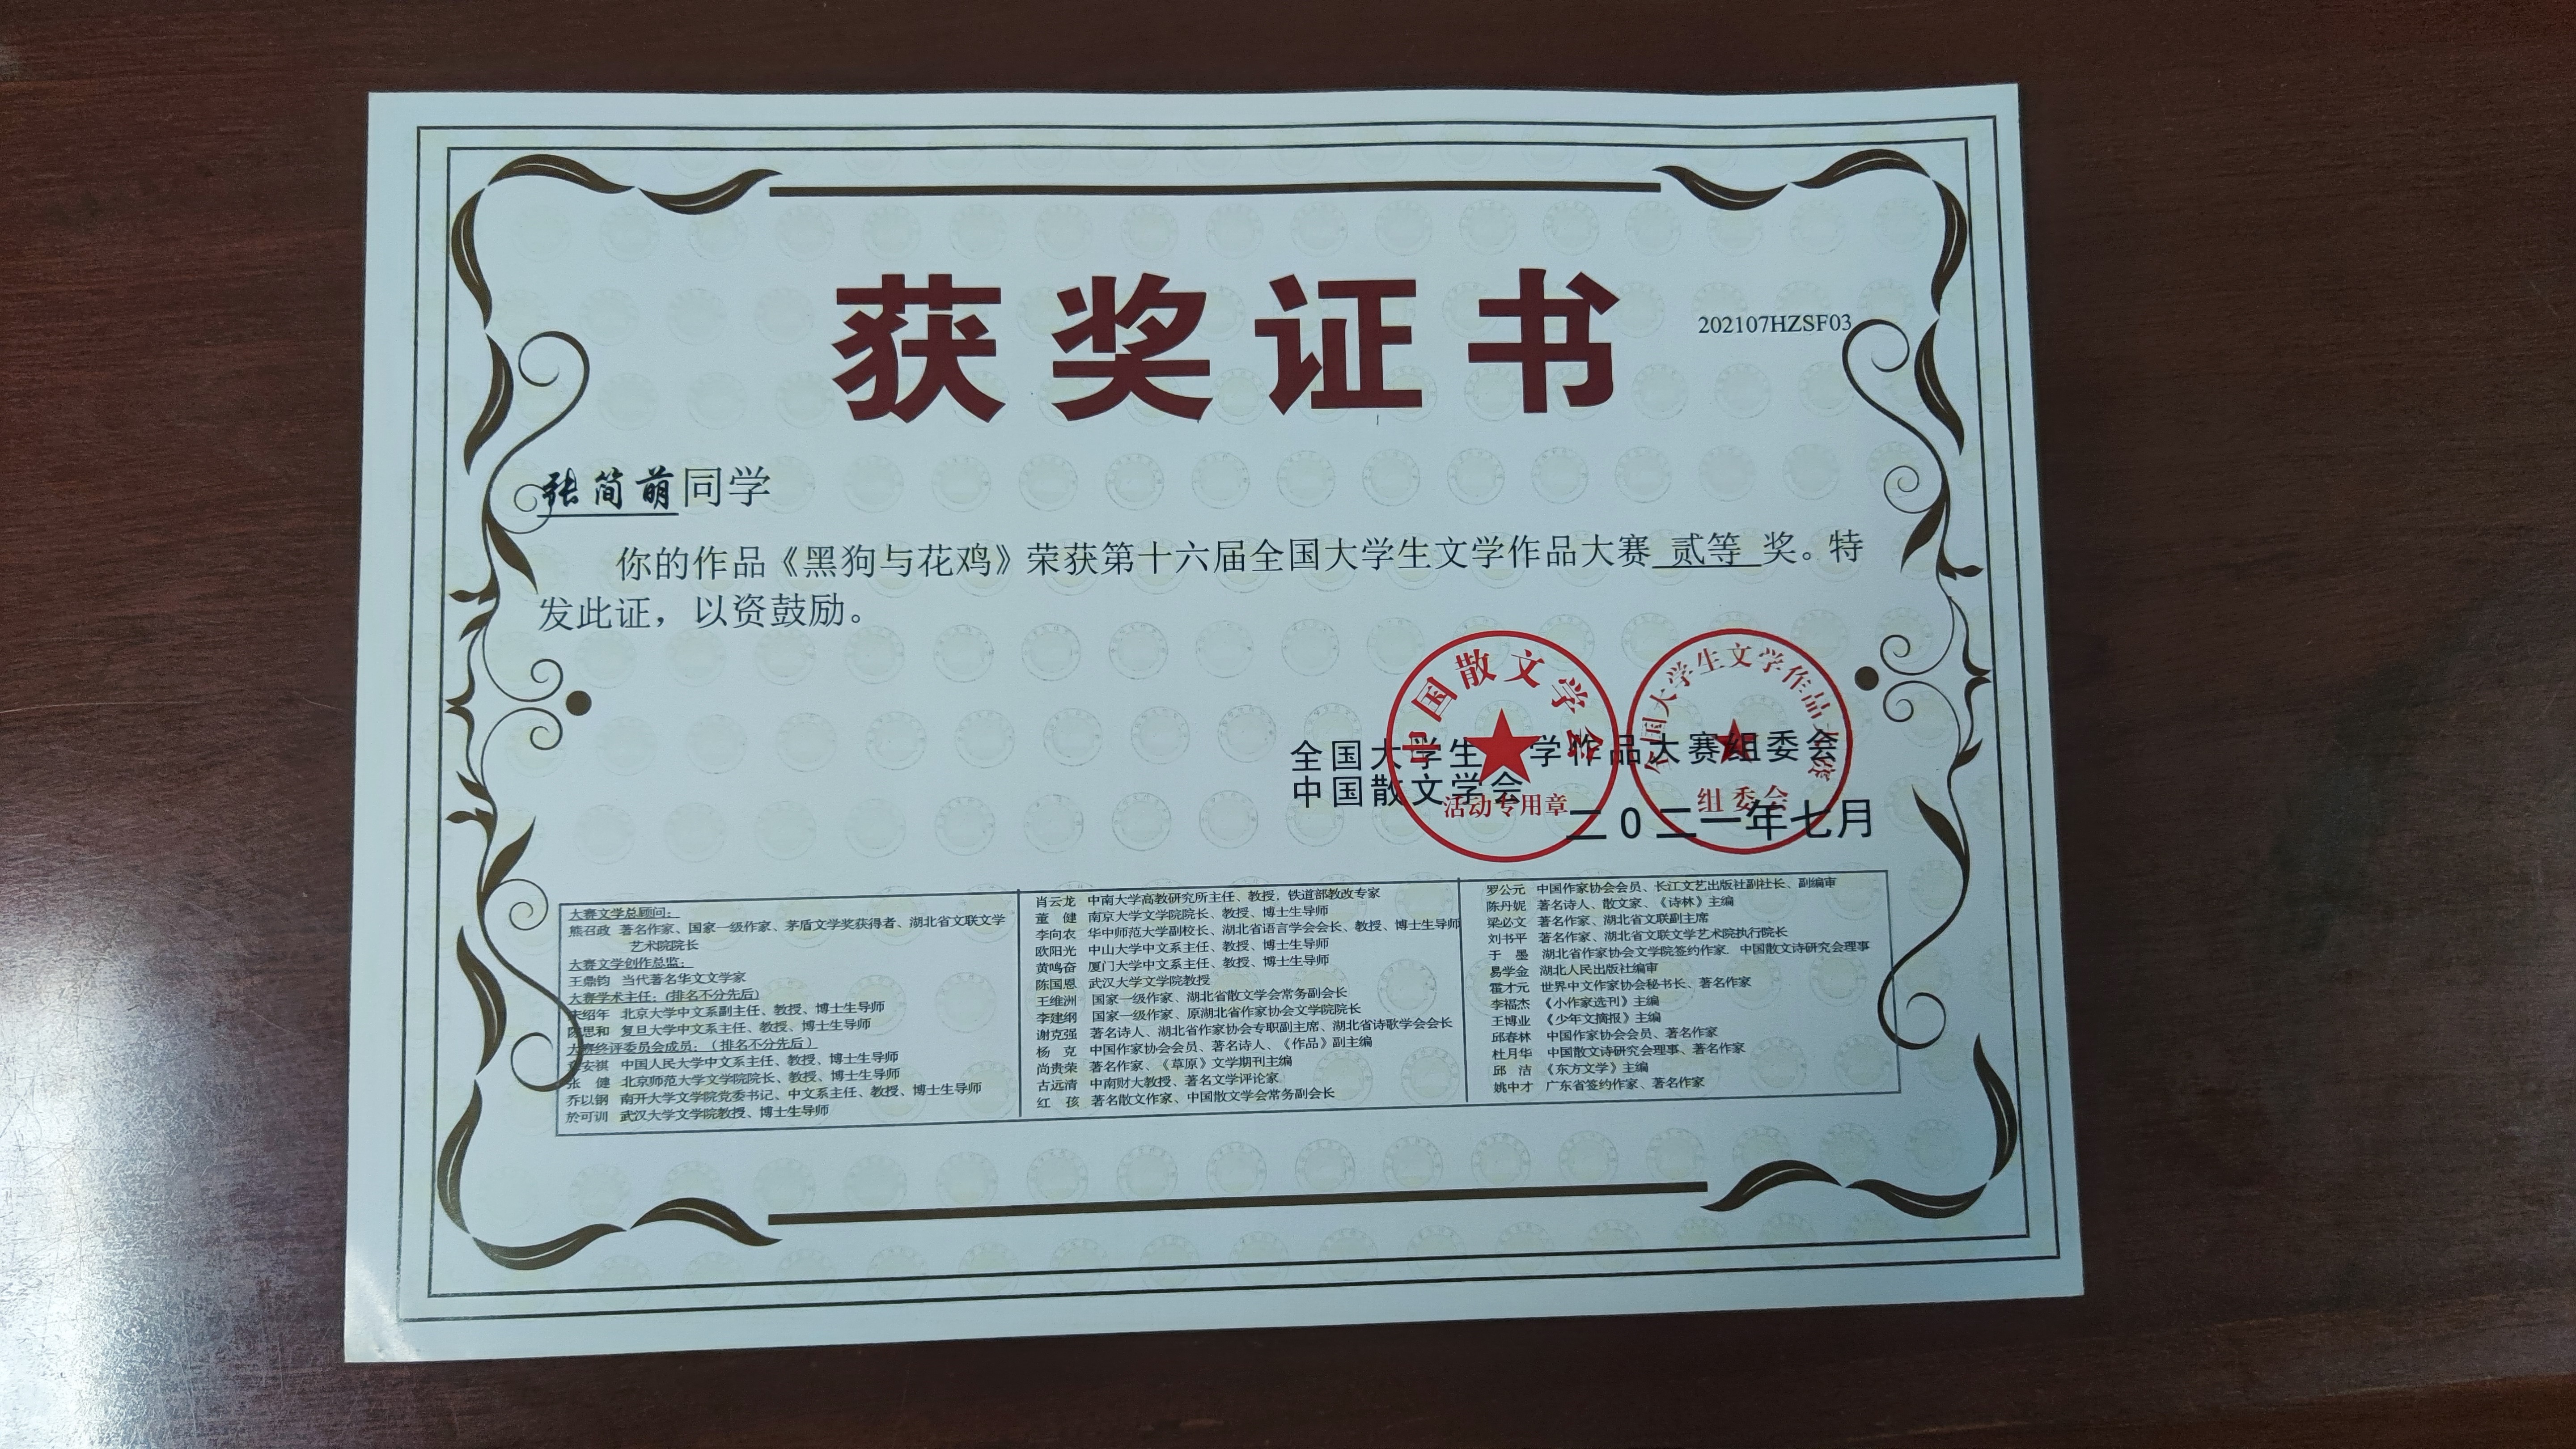 获奖证书
202107HZSF03
张简萌同学
你的作品《黑狗与花鸡》荣获第十六届全国大学生文学作品大赛 贰等 奖。特
发此证，以资鼓励。
中国散文学会
活动专用章
全国大学生文学作品大赛
组委会
全国大学生 学作品大赛组委会
中国散文学会
二0二一年七月
大赛文学总顾问：
熊召政 著名作家、国家一级作家、茅盾文学奖获得者、湖北省文联文学
艺术院院长
大赛文学创作总监：
王鼎钧 当代著名华文文学家
大赛学术主任：(排名不分先后)
绍年 北京大学中文系副主任、教授、博士生导师
陈思和 复旦大学中文系主任、教授、博士生导师
大赛终评委员会成员：（排名不分先后）
安祺 中国人民大学中文系主任、教授、博士生导师
张 健 北京师范大学文学院院长、教授、博士生导师
乔以钢 南开大学文学院党委书记、中文系主任、教授、博士生导师
於可训 武汉大学文学院教授、博士生导师
肖云龙 中南大学高教研究所主任、教授，铁道部教改专家
董 健 南京大学文学院院长、教授、博士生导师
李向农 华中师范大学副校长、湖北省语言学会会长、教授、博士生导师
欧阳光 中山大学中文系主任、教授、博士生导师
黄鸣奋 厦门大学中文系主任、教授、博士生导师
陈国恩 武汉大学文学院教授
王维洲 国家一级作家、湖北省散文学会常务副会长
李建纲 国家一级作家、原湖北省作家协会文学院院长
谢克强 著名诗人、湖北省作家协会专职副主席、湖北省诗歌学会会长
杨 克 中国作家协会会员、著名诗人、《作品》副主编
尚贵荣 著名作家、《草原》文学期刊主编
古远清 中南财大教授、著名文学评论家
红 孩 著名散文作家、中国散文学会常务副会长
罗公元 中国作家协会会员、长江文艺出版社副社长、副编审
陈丹妮 著名诗人、散文家、《诗林》主编
梁必文 著名作家、湖北省文联副主席
刘书平 著名作家、湖北省文联文学艺术院执行院长
于 墨 湖北省作家协会文学院签约作家、中国散文诗研究会理事
易学金 湖北人民出版社编审
霍才元 世界中文作家协会秘书长、著名作家
李福杰 《小作家选刊》主编
王博业 《少年文摘报》主编
邱春林 中国作家协会会员、著名作家
杜月华 中国散文诗研究会理事、著名作家
邱 洁 《东方文学》主编
姚中才 广东省签约作家、著名作家